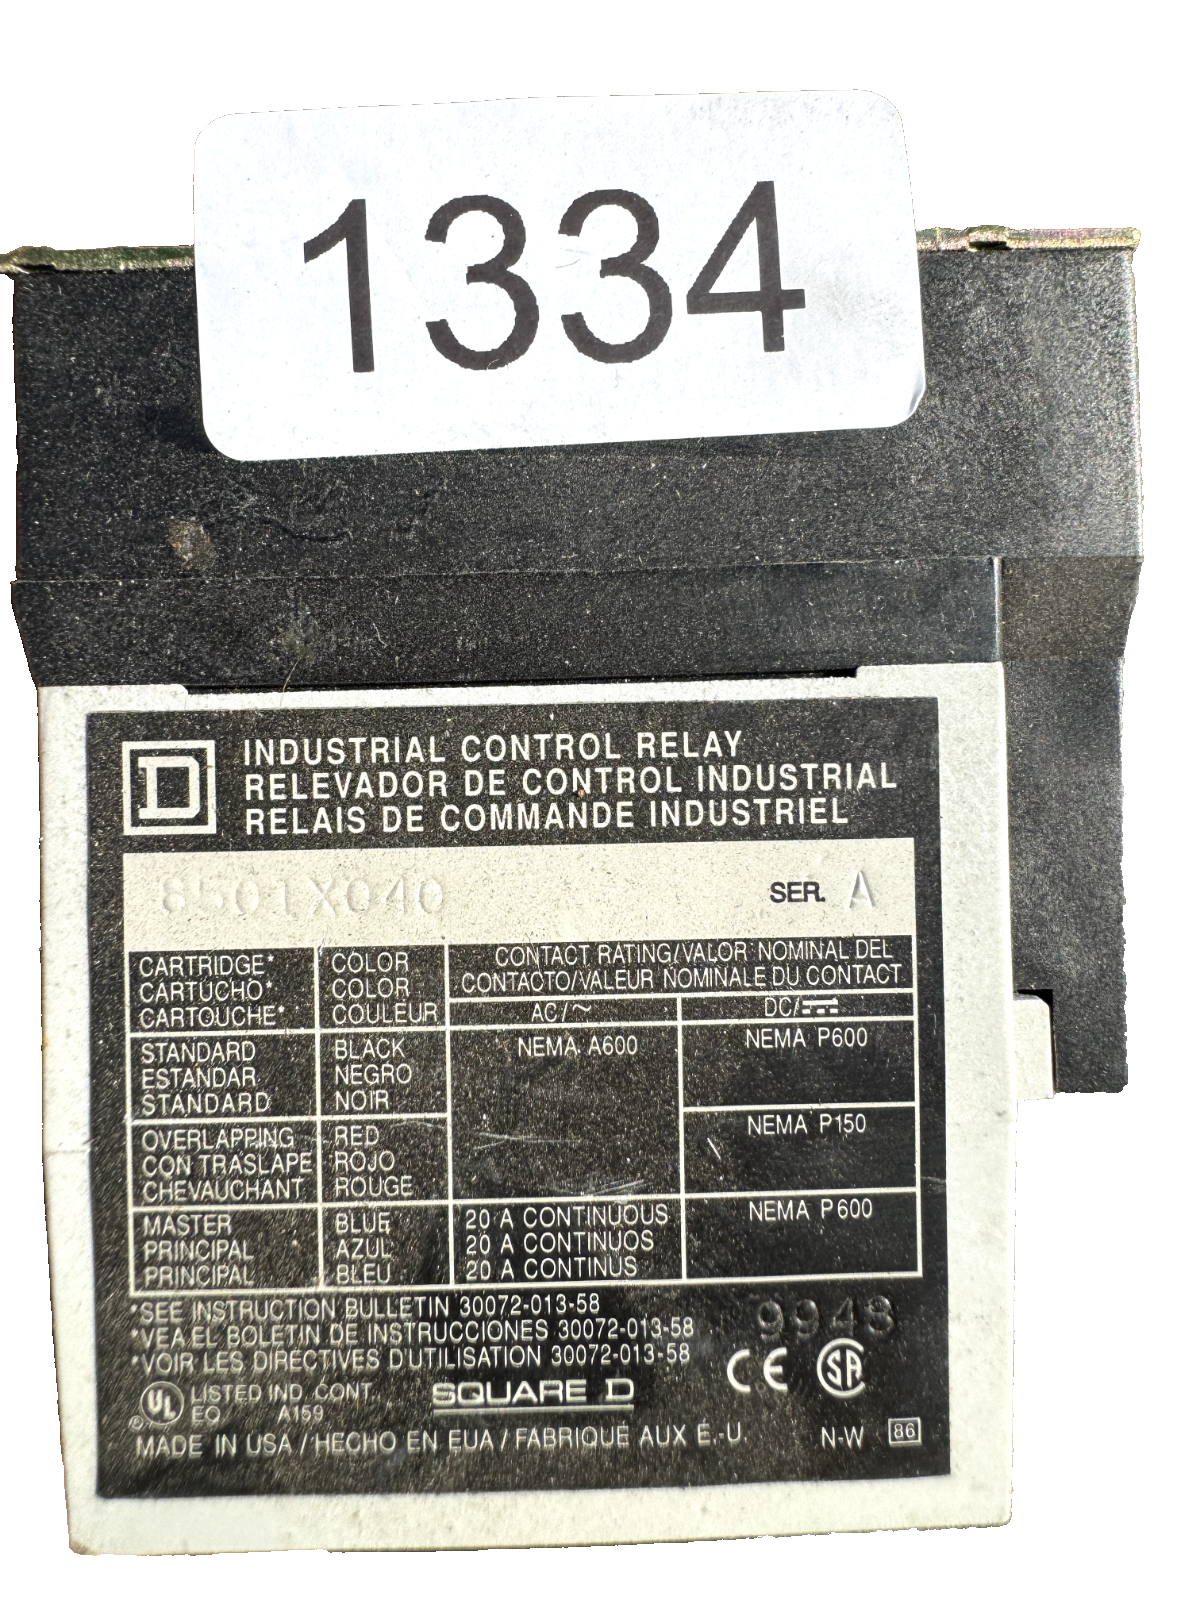 1334
D
INDUSTRIAL CONTROL RELAY
RELEVADOR DE CONTROL INDUSTRIAL
RELAIS DE COMMANDE INDUSTRIEL
8501XO40 SER. A
CARTRIDGE* COLOR CONTACT RATING/VALOR NOMINAL DEL
CARTUCHO* COLOR CONTACTO/VALEUR NOMINALE DU CONTACT
CARTOUCHE* COULEUR AC/~ DC/⎓
STANDARD BLACK NEMA A600 NEMA P600
ESTANDAR NEGRO
STANDARD NOIR
OVERLAPPING RED NEMA P150
CON TRASLAPE ROJO
CHEVAUCHANT ROUGE
MASTER BLUE 20 A CONTINUOUS NEMA P600
PRINCIPAL AZUL 20 A CONTINUOS
PRINCIPAL BLEU 20 A CONTINUS
*SEE INSTRUCTION BULLETIN 30072-013-58
*VEA EL BOLETIN DE INSTRUCCIONES 30072-013-58
*VOIR LES DIRECTIVES D'UTILISATION 30072-013-58
9948
CE SA
UL LISTED IND. CONT. SQUARE D
EQ. A159
MADE IN USA / HECHO EN EUA / FABRIQUÉ AUX É.-U. N-W 86